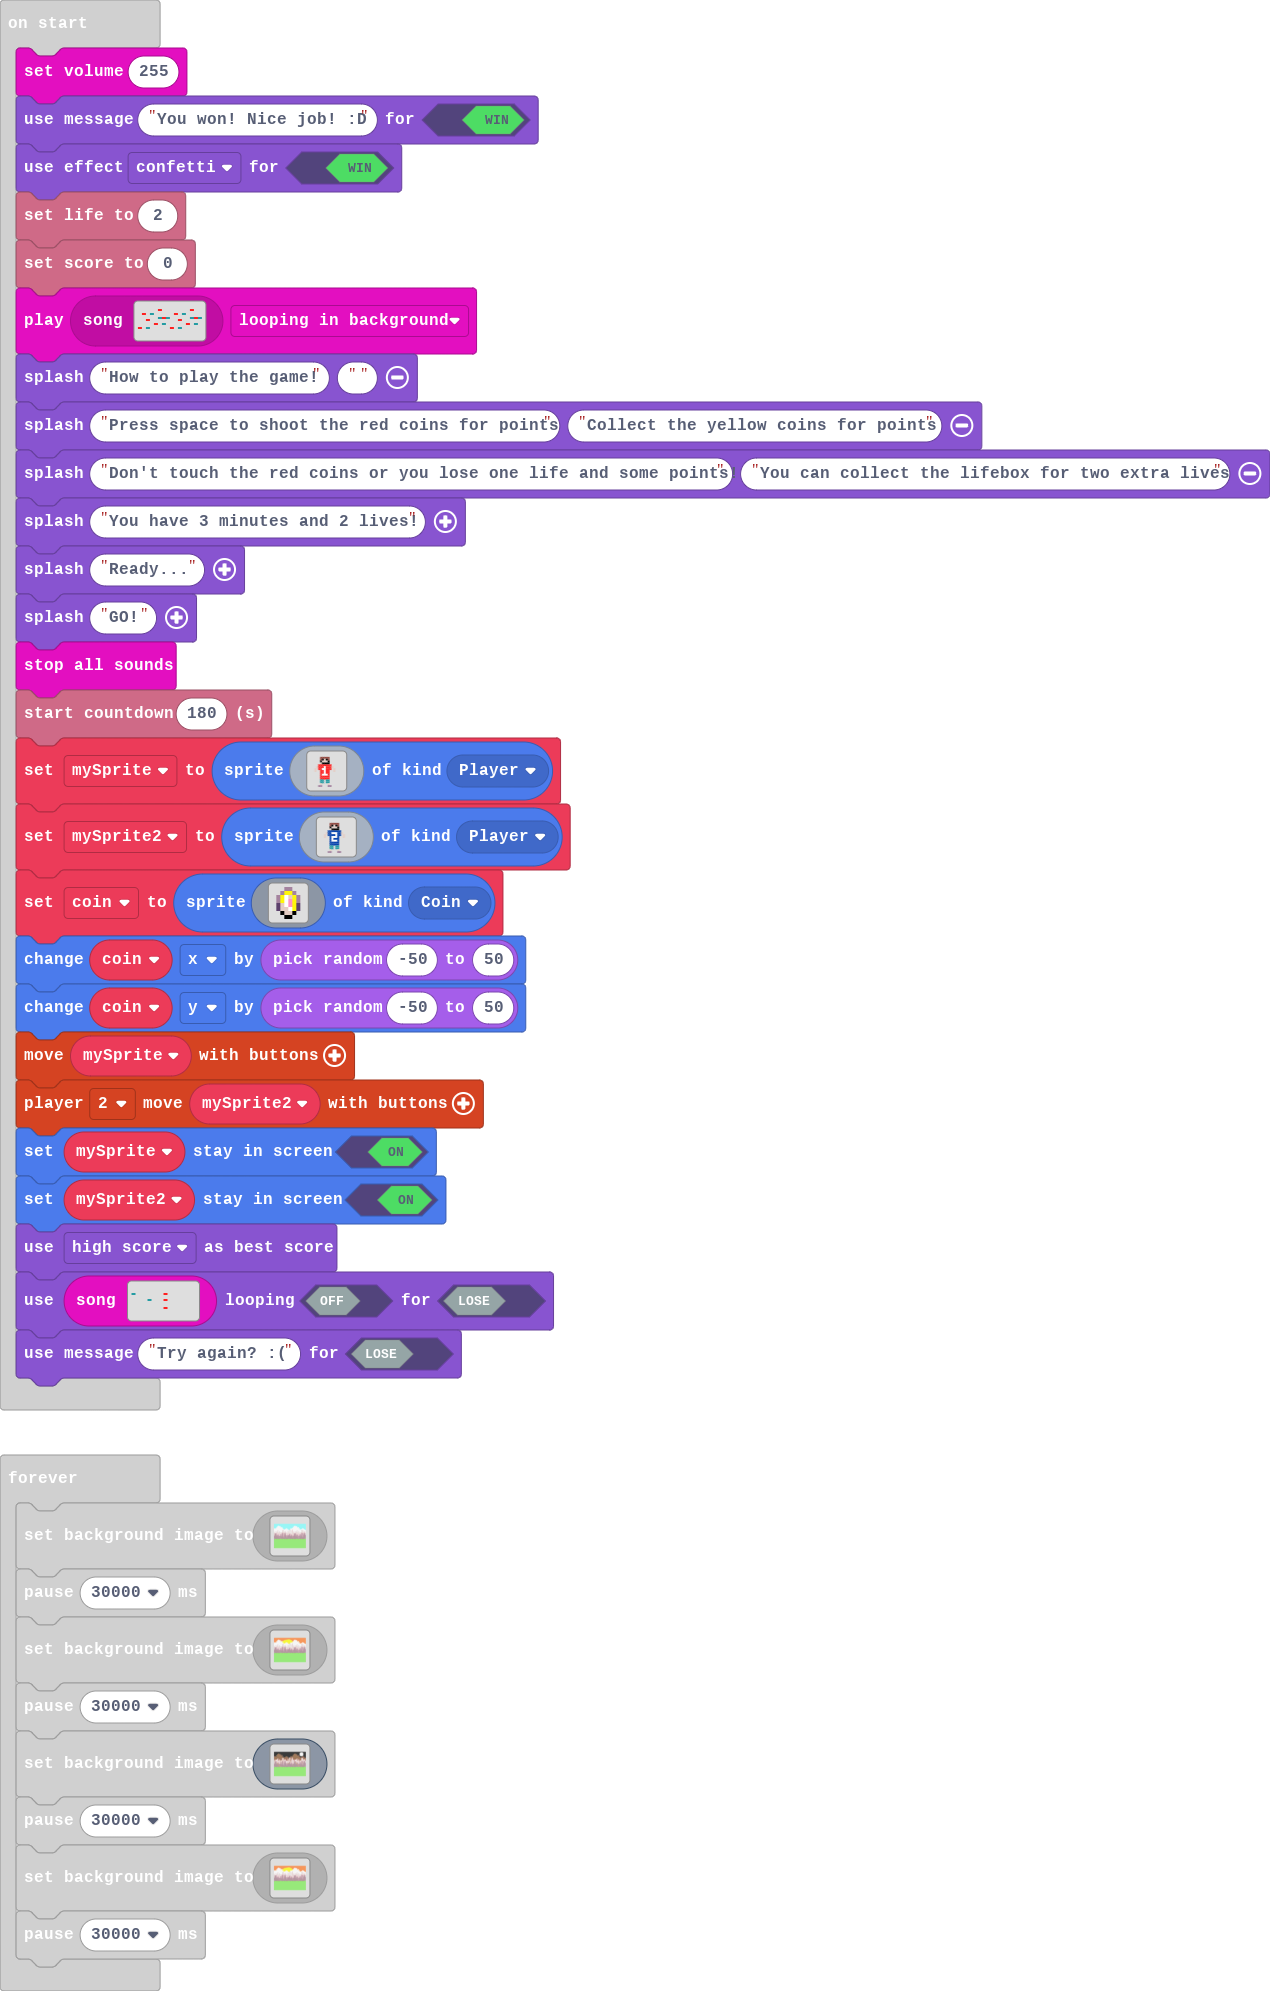 on start
set volume 255
use message "You won! Nice job! :D" for WIN
use effect confetti for WIN
set life to 2
set score to 0
play song looping in background
splash "How to play the game!" " "
splash "Press space to shoot the red coins for points" "Collect the yellow coins for points"
splash "Don't touch the red coins or you lose one life and some points" "You can collect the lifebox for two extra lives"
splash "You have 3 minutes and 2 lives!"
splash "Ready..."
splash "GO!"
stop all sounds
start countdown 180 (s)
set mySprite to sprite 1 of kind Player
set mySprite2 to sprite 2 of kind Player
set coin to sprite of kind Coin
change coin x by pick random -50 to 50
change coin y by pick random -50 to 50
move mySprite with buttons
player 2 move mySprite2 with buttons
set mySprite stay in screen ON
set mySprite2 stay in screen ON
use high score as best score
use song looping OFF for LOSE
use message "Try again? :(" for LOSE
forever
set background image to
pause 30000 ms
set background image to
pause 30000 ms
set background image to
pause 30000 ms
set background image to
pause 30000 ms